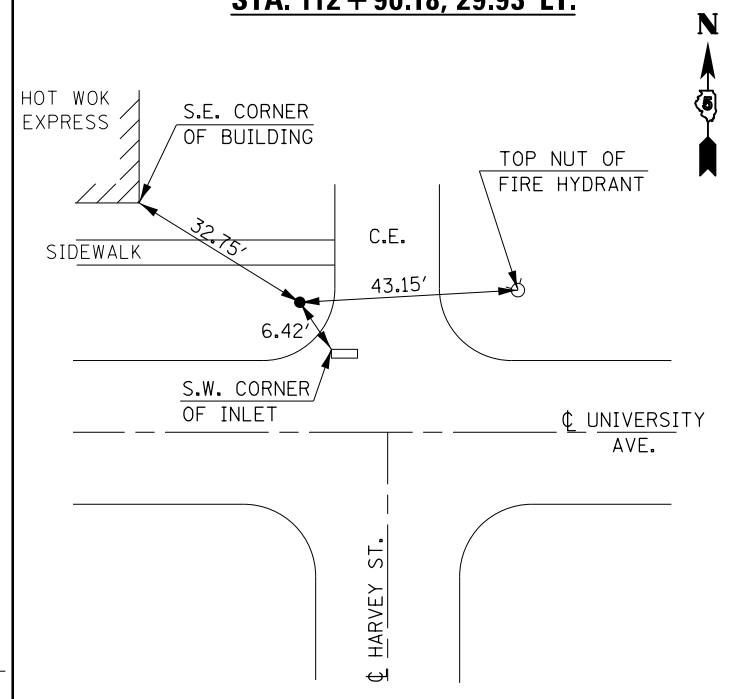 STA. 112+90.18, 29.93' LT.
N
5
HOT WOK
EXPRESS
S.E. CORNER
OF BUILDING
TOP NUT OF
FIRE HYDRANT
32.75'
C.E.
SIDEWALK
43.15'
6.42'
S.W. CORNER
OF INLET
℄ UNIVERSITY
AVE.
℄ HARVEY ST.